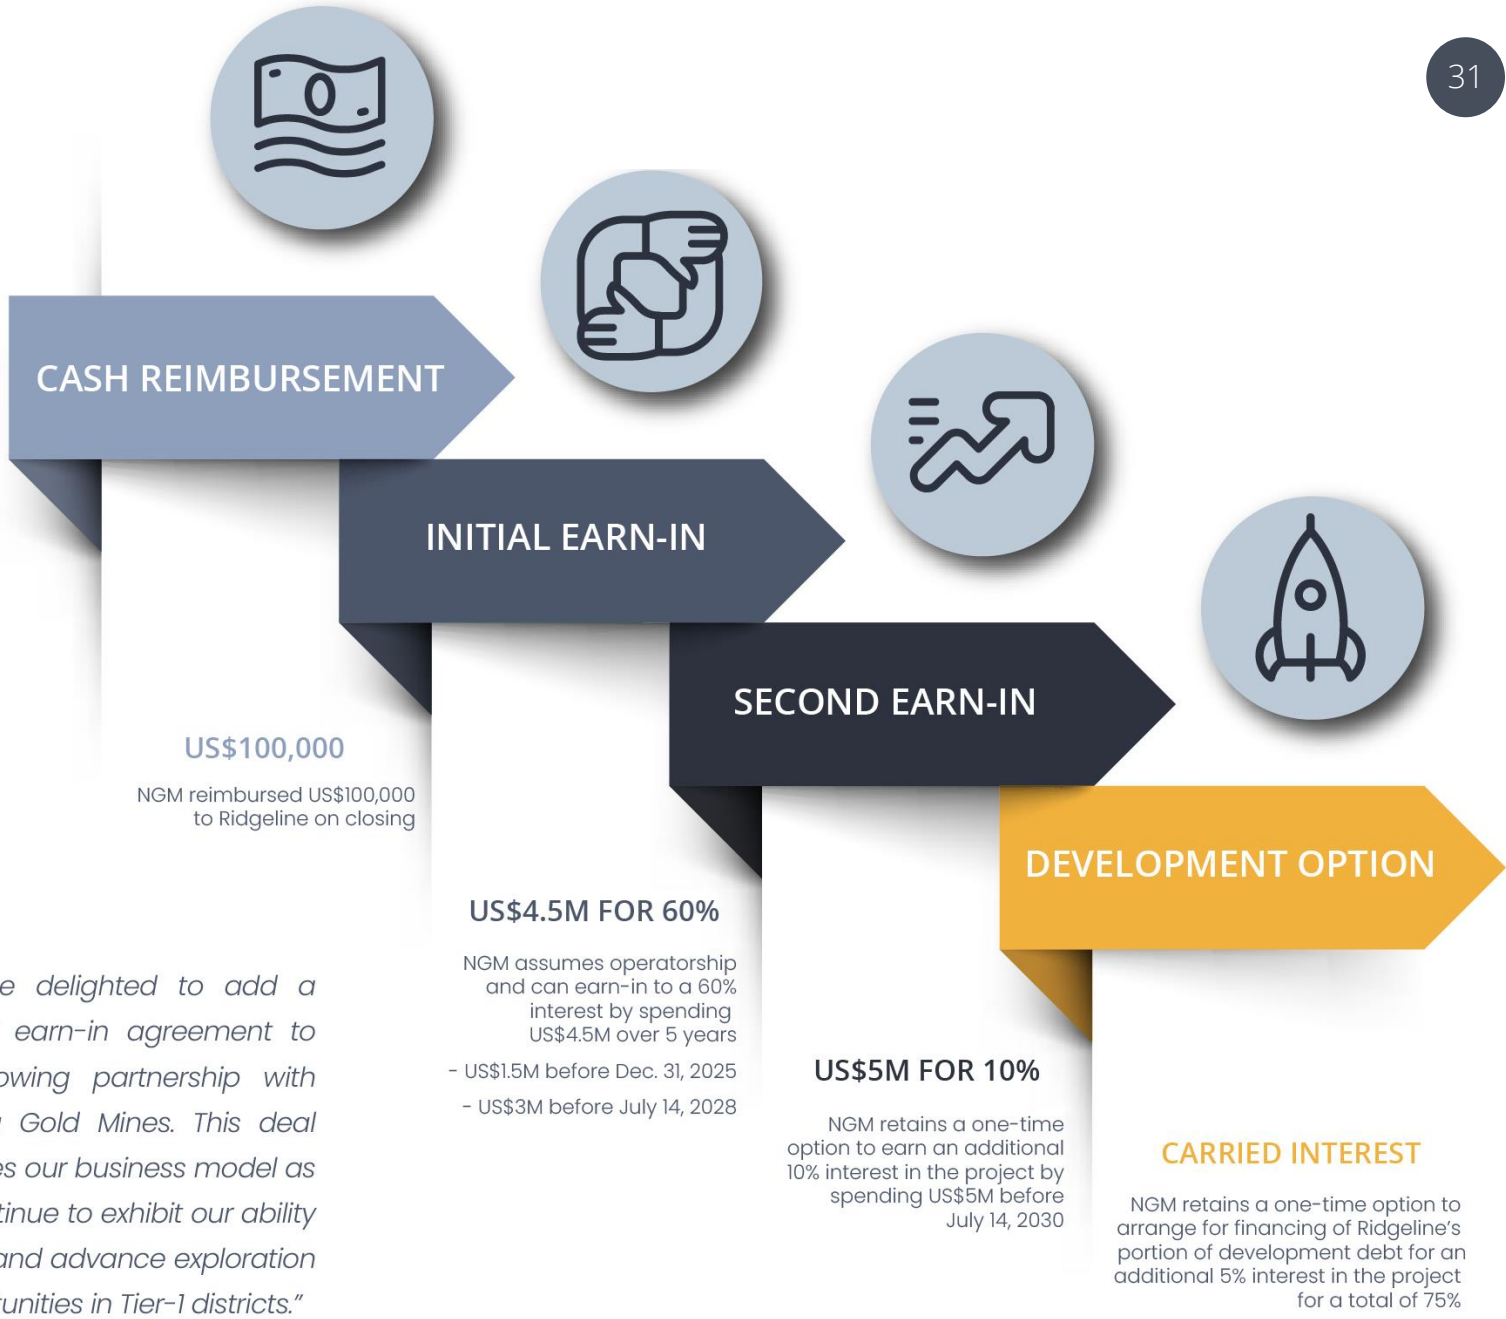 31
CASH REIMBURSEMENT
INITIAL EARN-IN
SECOND EARN-IN
DEVELOPMENT OPTION
US$100,000
NGM reimbursed US$100,000
to Ridgeline on closing
US$4.5M FOR 60%
NGM assumes operatorship
and can earn-in to a 60%
interest by spending
US$4.5M over 5 years
- US$1.5M before Dec. 31, 2025
- US$3M before July 14, 2028
US$5M FOR 10%
NGM retains a one-time
option to earn an additional
10% interest in the project by
spending US$5M before
July 14, 2030
CARRIED INTEREST
NGM retains a one-time option to
arrange for financing of Ridgeline's
portion of development debt for an
additional 5% interest in the project
for a total of 75%
delighted to add a
earn-in agreement to
partnership with
Gold Mines. This deal
our business model as
to exhibit our ability
and advance exploration
in Tier-1 districts."